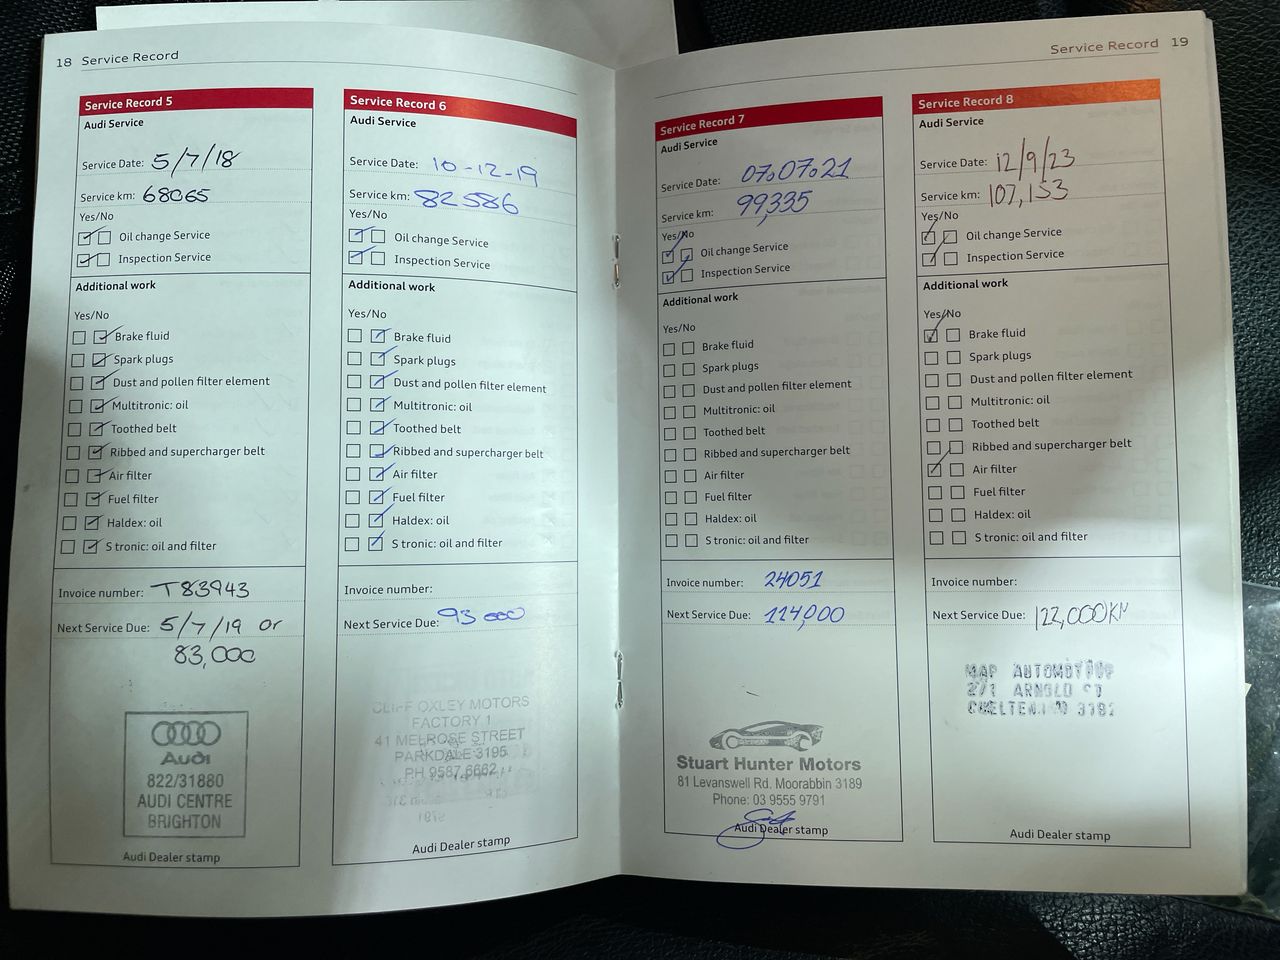 18 Service Record
Service Record 5
Audi Service
Service Date: 5/7/18
Service km: 68065
Yes/No
Oil change Service
Inspection Service
Additional work
Yes/No
Brake fluid
Spark plugs
Dust and pollen filter element
Multitronic: oil
Toothed belt
Ribbed and supercharger belt
Air filter
Fuel filter
Haldex: oil
S tronic: oil and filter
Invoice number: T83943
Next Service Due: 5/7/19 or
83,000
Audi
822/31880
AUDI CENTRE
BRIGHTON
Audi Dealer stamp
Service Record 6
Audi Service
Service Date: 10-12-19
Service km: 82586
Yes/No
Oil change Service
Inspection Service
Additional work
Yes/No
Brake fluid
Spark plugs
Dust and pollen filter element
Multitronic: oil
Toothed belt
Ribbed and supercharger belt
Air filter
Fuel filter
Haldex: oil
S tronic: oil and filter
Invoice number:
Next Service Due: 93000
CLIFF OXLEY MOTORS
FACTORY 1
41 MELROSE STREET
PARKDALE 3195
PH 9587 6662
Audi Dealer stamp
Service Record 19
Service Record 7
Audi Service
Service Date: 07.07.21
Service km: 99,335
Yes/No
Oil change Service
Inspection Service
Additional work
Yes/No
Brake fluid
Spark plugs
Dust and pollen filter element
Multitronic: oil
Toothed belt
Ribbed and supercharger belt
Air filter
Fuel filter
Haldex: oil
S tronic: oil and filter
Invoice number: 24051
Next Service Due: 114,000
Stuart Hunter Motors
81 Levanswell Rd. Moorabbin 3189
Phone: 03 9555 9791
Audi Dealer stamp
Service Record 8
Audi Service
Service Date: 12/9/23
Service km: 107,153
Yes/No
Oil change Service
Inspection Service
Additional work
Yes/No
Brake fluid
Spark plugs
Dust and pollen filter element
Multitronic: oil
Toothed belt
Ribbed and supercharger belt
Air filter
Fuel filter
Haldex: oil
S tronic: oil and filter
Invoice number:
Next Service Due: 122,000KM
MAP
2/1 ARNOLD ST
Audi Dealer stamp